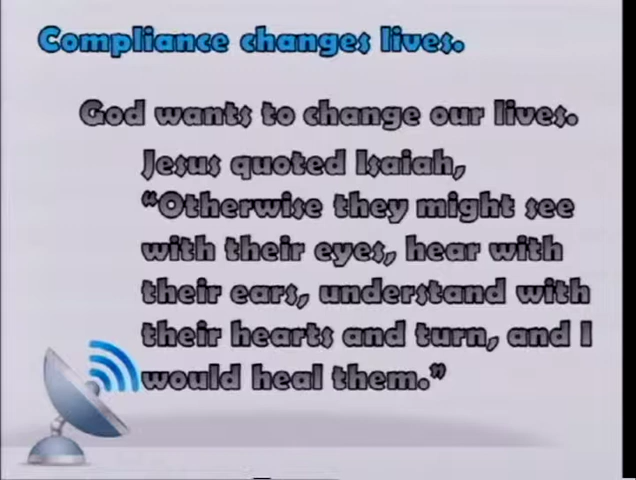 Compliance changes lives.
God wants to change our lives.
Jesus quoted Isaiah,
“Otherwise they might see
with their eyes, hear with
their ears, understand with
their hearts and turn, and I
would heal them.”